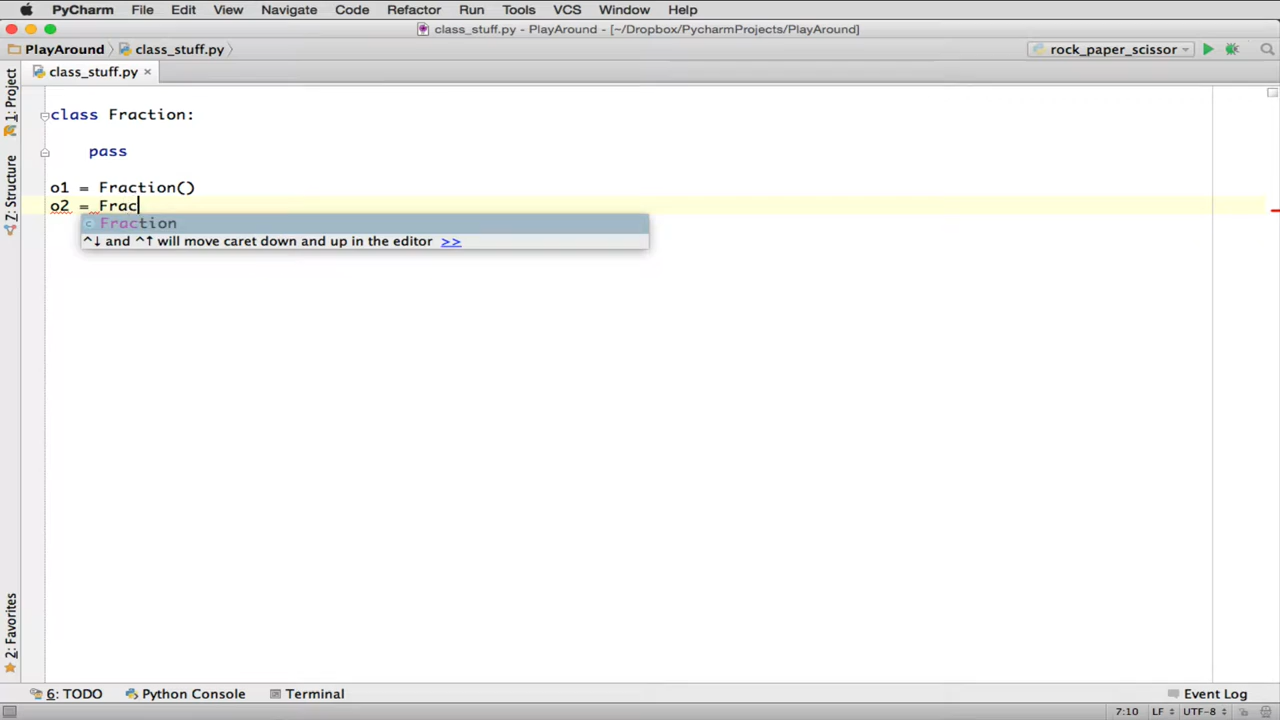 PyCharm File Edit View Navigate Code Refactor Run Tools VCS Window Help
class_stuff.py - PlayAround - [~/Dropbox/PycharmProjects/PlayAround]
PlayAround class_stuff.py rock_paper_scissor
class_stuff.py ×
1: Project
Z: Structure
2: Favorites
class Fraction:
pass
o1 = Fraction()
o2 = Frac
Fraction
^↓ and ^↑ will move caret down and up in the editor >>
6: TODO Python Console Terminal Event Log
7:10 LF UTF-8